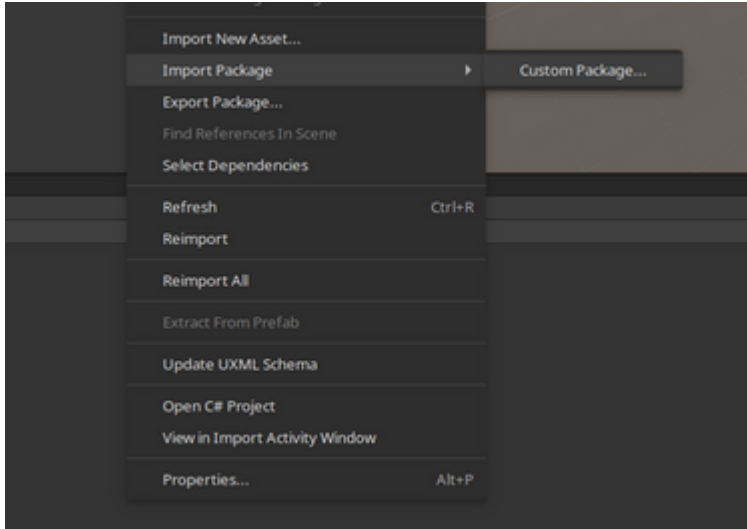 Import New Asset...
Import Package Custom Package...
Export Package...
Find References In Scene
Select Dependencies
Refresh Ctrl+R
Reimport
Reimport All
Extract From Prefab
Update UXML Schema
Open C# Project
View in Import Activity Window
Properties... Alt+P